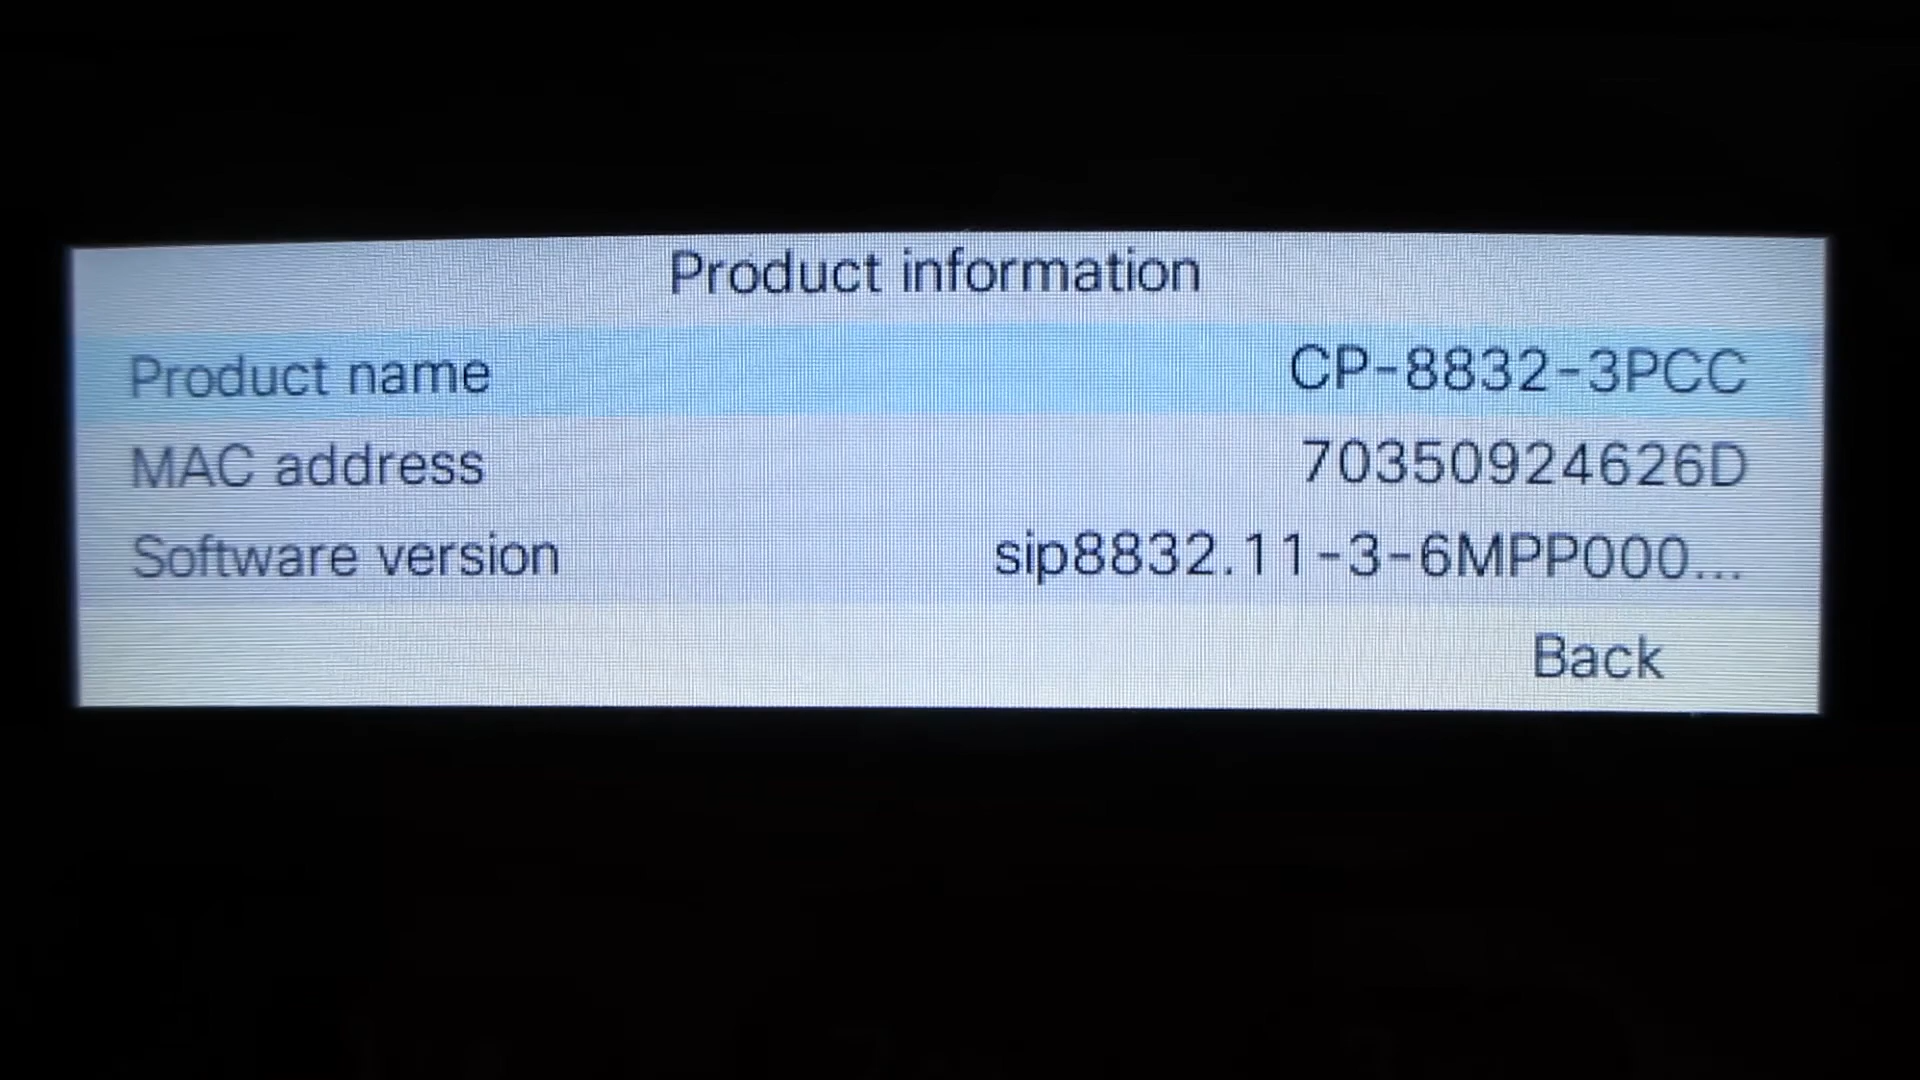 Product information
Product name CP-8832-3PCC
MAC address 70350924626D
Software version sip8832.11-3-6MPP000...
Back